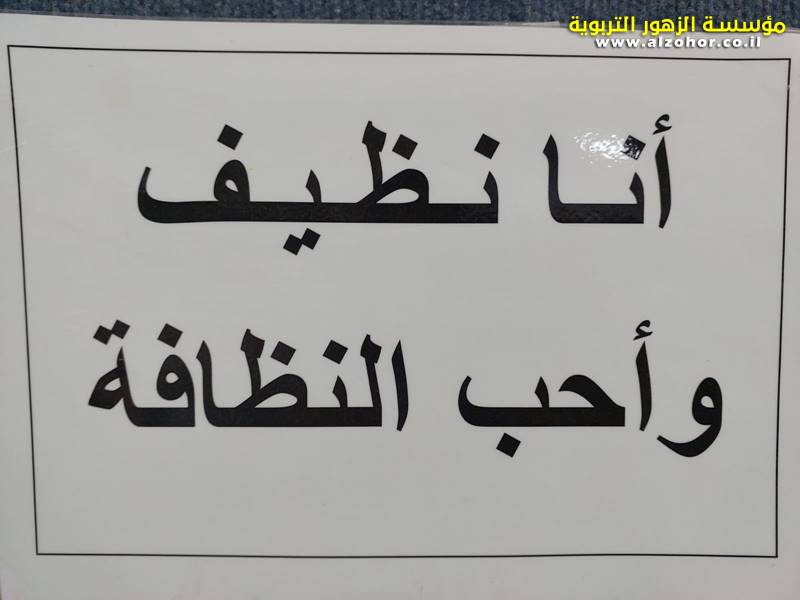 مؤسسة الزهور التربوية
www.alzohor.co.il
أنا نظيف
وأحب النظافة